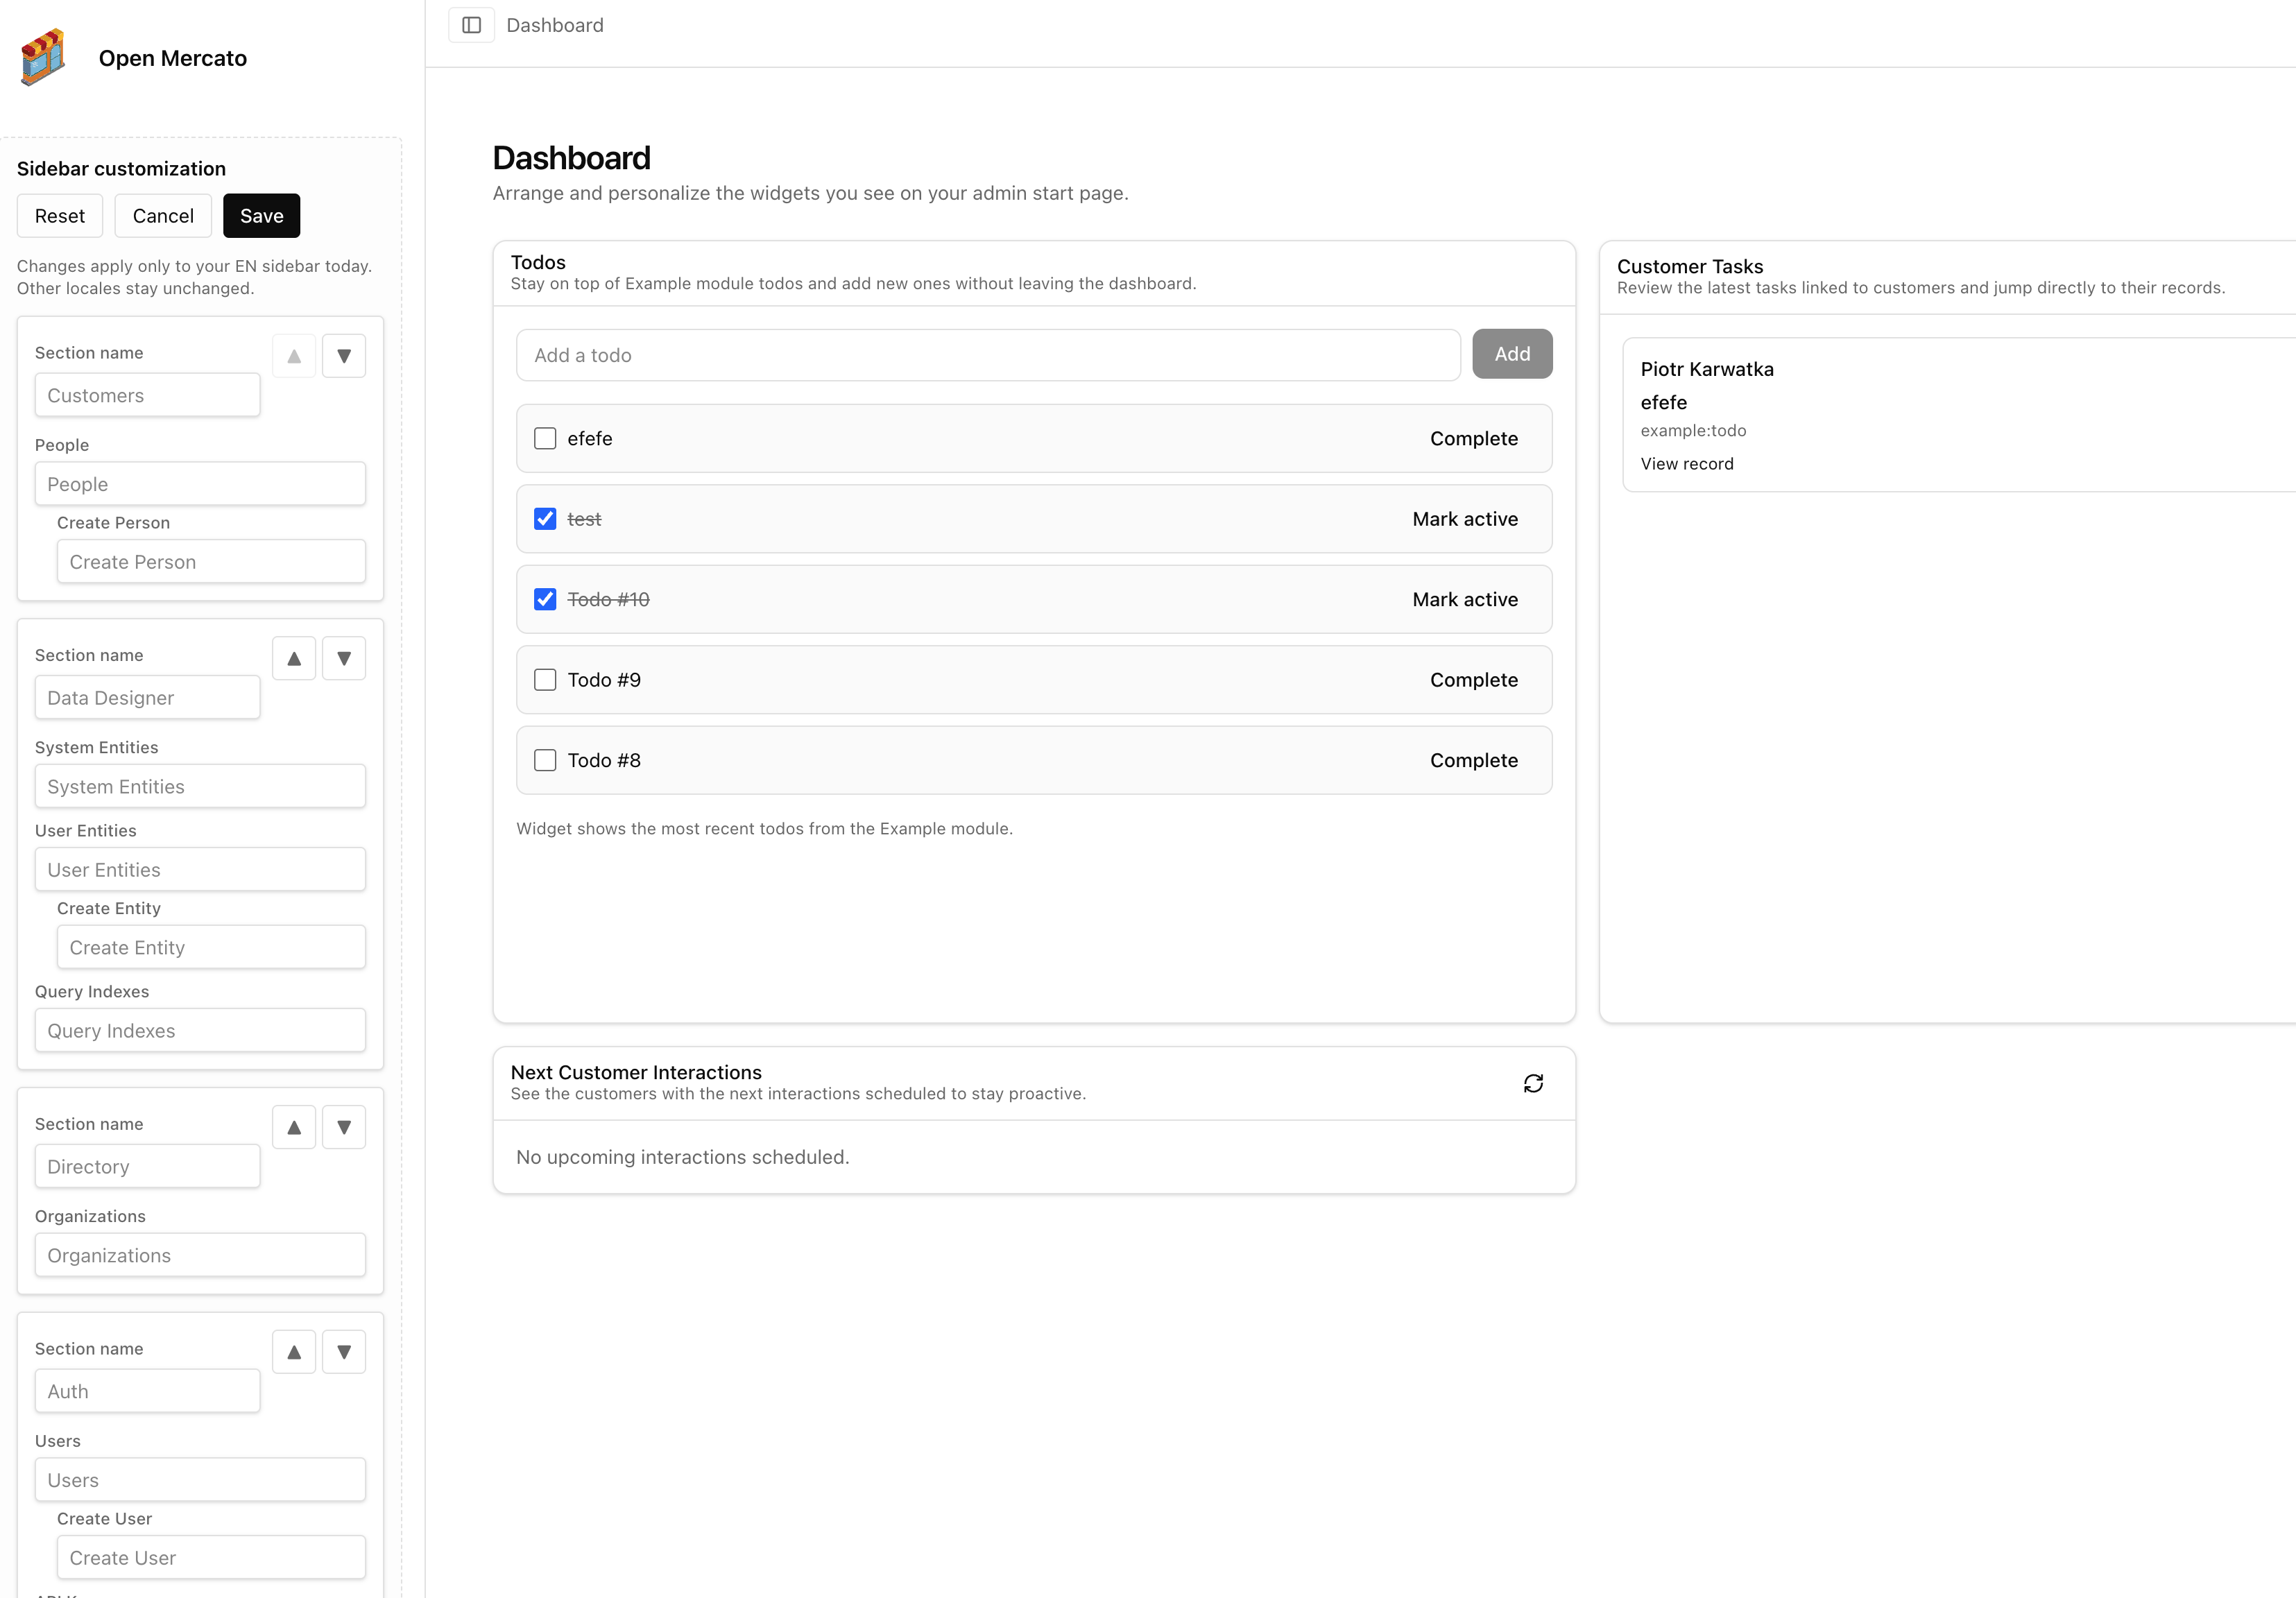 Open Mercato
Sidebar customization
Reset
Cancel
Save
Changes apply only to your EN sidebar today.
Other locales stay unchanged.
Section name
Customers
People
People
Create Person
Create Person
Section name
Data Designer
System Entities
System Entities
User Entities
User Entities
Create Entity
Create Entity
Query Indexes
Query Indexes
Section name
Directory
Organizations
Organizations
Section name
Auth
Users
Users
Create User
Create User
Dashboard
Dashboard
Arrange and personalize the widgets you see on your admin start page.
Todos
Stay on top of Example module todos and add new ones without leaving the dashboard.
Add a todo
Add
efefe
Complete
test
Mark active
Todo #10
Mark active
Todo #9
Complete
Todo #8
Complete
Widget shows the most recent todos from the Example module.
Customer Tasks
Review the latest tasks linked to customers and jump directly to their records.
Piotr Karwatka
efefe
example:todo
View record
Next Customer Interactions
See the customers with the next interactions scheduled to stay proactive.
No upcoming interactions scheduled.